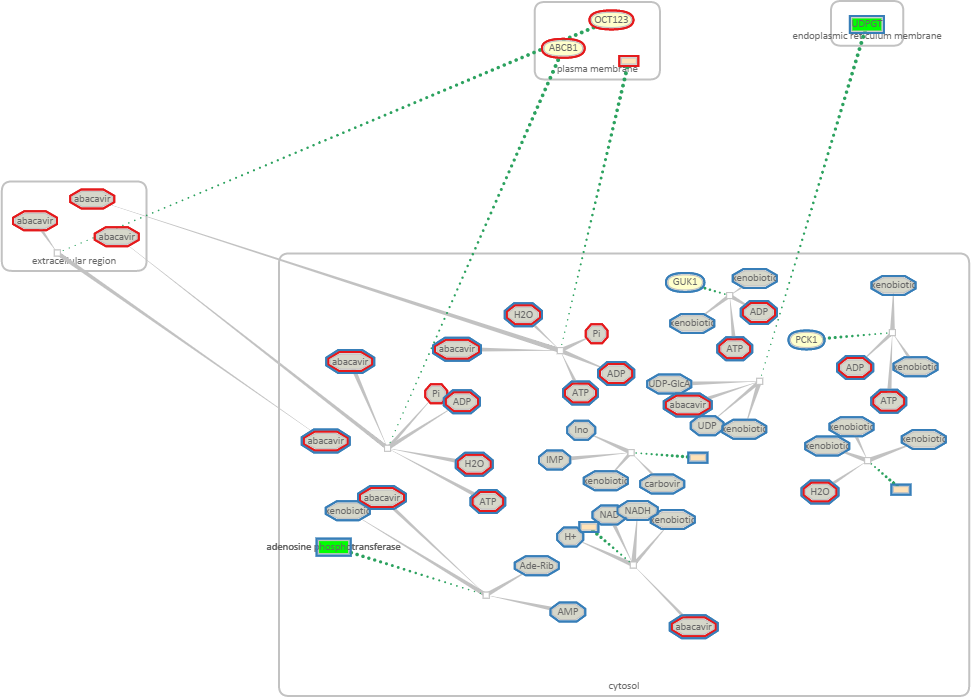 OCT123
ABCB1
plasma membrane
UDPGT
endoplasmic reticulum membrane
abacavir
abacavir
abacavir
extracellular region
GUK1
xenobiotic
xenobiotic
ADP
ATP
xenobiotic
PCK1
ADP
xenobiotic
ATP
H2O
Pi
abacavir
ADP
ATP
abacavir
Pi
ADP
abacavir
H2O
ATP
UDP-GlcA
abacavir
UDP
xenobiotic
xenobiotic
xenobiotic
xenobiotic
H2O
Ino
IMP
xenobiotic
carbovir
abacavir
xenobiotic
adenosine phosphotransferase
Ade-Rib
AMP
NAD
NADH
xenobiotic
H+
abacavir
cytosol